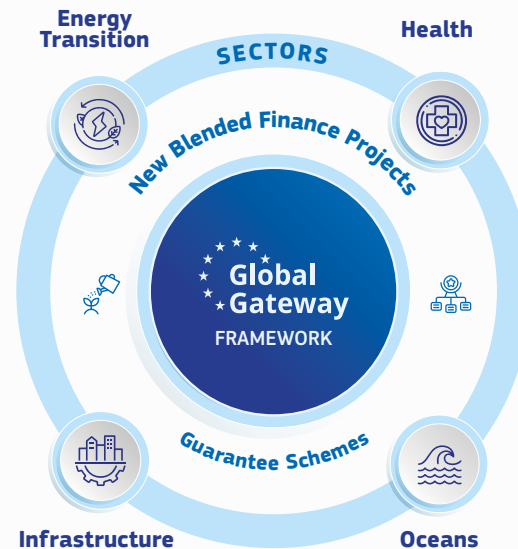 Energy
Transition
Health
SECTORS
New Blended Finance Projects
Global
Gateway
FRAMEWORK
Guarantee Schemes
Infrastructure
Oceans